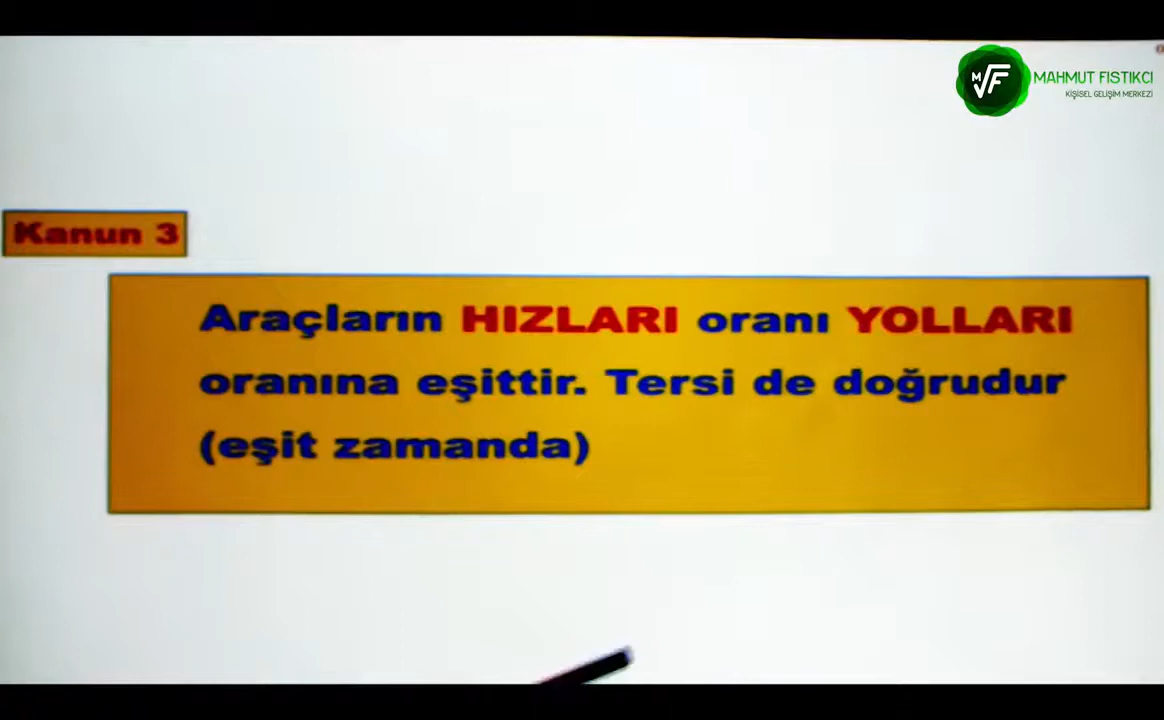 MVF
MAHMUT FISTIKCI
KİŞİSEL GELİŞİM MERKEZİ
Kanun 3
Araçların HIZLARI oranı YOLLARI
oranına eşittir. Tersi de doğrudur
(eşit zamanda)